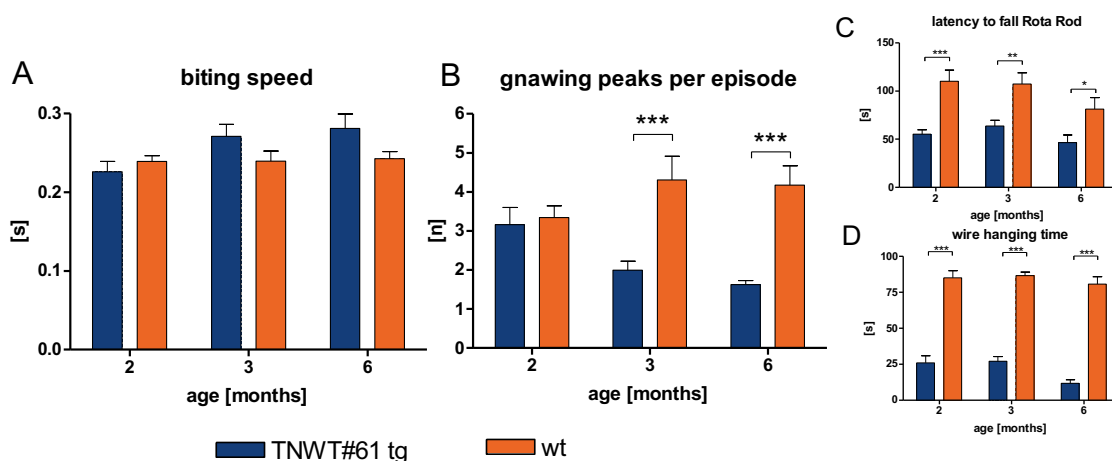 A
biting speed
[s]
0.3
0.2
0.1
0.0
2 3 6
age [months]
B
gnawing peaks per episode
[n]
6
5
4
3
2
1
0
*** ***
2 3 6
age [months]
C
latency to fall Rota Rod
[s]
150
100
50
0
*** ** *
2 3 6
age [months]
D
wire hanging time
[s]
100
75
50
25
0
*** *** ***
2 3 6
age [months]
TNWT#61 tg wt